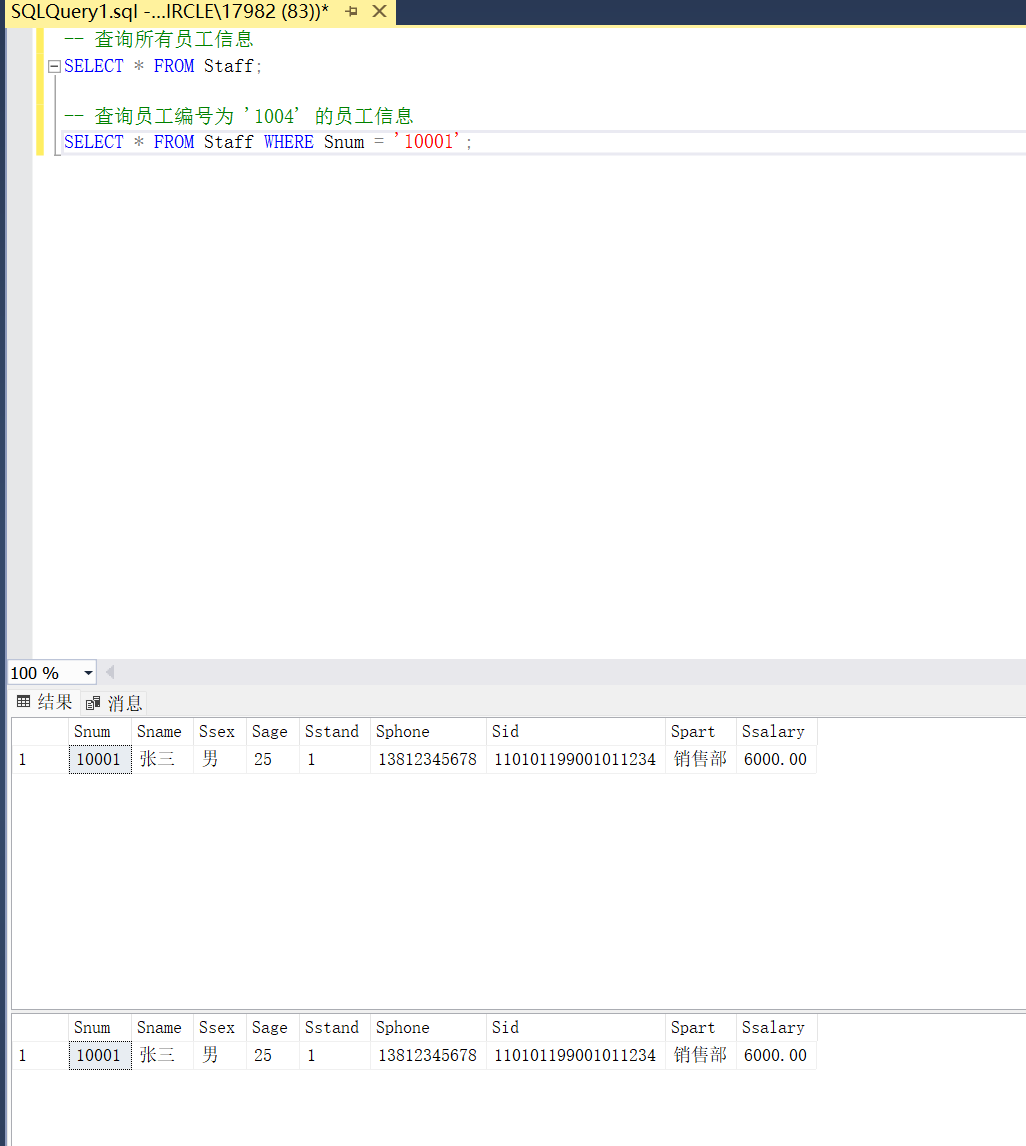 SQLQuery1.sql -...IRCLE\17982 (83))*
-- 查询所有员工信息
SELECT * FROM Staff;
-- 查询员工编号为 '1004' 的员工信息
SELECT * FROM Staff WHERE Snum = '10001';
100 %
结果 消息
Snum Sname Ssex Sage Sstand Sphone Sid Spart Ssalary
1 10001 张三 男 25 1 13812345678 110101199001011234 销售部 6000.00
Snum Sname Ssex Sage Sstand Sphone Sid Spart Ssalary
1 10001 张三 男 25 1 13812345678 110101199001011234 销售部 6000.00